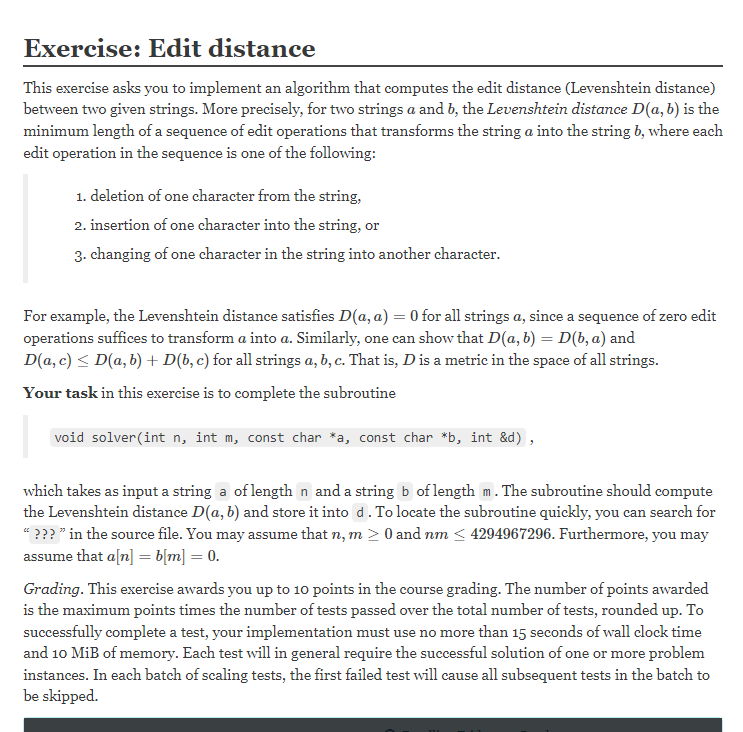 Exercise: Edit distance
This exercise asks you to implement an algorithm that computes the edit distance (Levenshtein distance)
between two given strings. More precisely, for two strings a and b, the Levenshtein distance D(a, b) is the
minimum length of a sequence of edit operations that transforms the string a into the string b, where each
edit operation in the sequence is one of the following:
1. deletion of one character from the string,
2. insertion of one character into the string, or
3. changing of one character in the string into another character.
For example, the Levenshtein distance satisfies D(a, a) = 0 for all strings a, since a sequence of zero edit
operations suffices to transform a into a. Similarly, one can show that D(a, b) = D(b, a) and
D(a, c) ≤ D(a, b) + D(b, c) for all strings a, b, c. That is, D is a metric in the space of all strings.
Your task in this exercise is to complete the subroutine
void solver(int n, int m, const char *a, const char *b, int &d) ,
which takes as input a string a of length n and a string b of length m. The subroutine should compute
the Levenshtein distance D(a, b) and store it into d. To locate the subroutine quickly, you can search for
“ ??? ” in the source file. You may assume that n, m ≥ 0 and nm ≤ 4294967296. Furthermore, you may
assume that a[n] = b[m] = 0.
Grading. This exercise awards you up to 10 points in the course grading. The number of points awarded
is the maximum points times the number of tests passed over the total number of tests, rounded up. To
successfully complete a test, your implementation must use no more than 15 seconds of wall clock time
and 10 MiB of memory. Each test will in general require the successful solution of one or more problem
instances. In each batch of scaling tests, the first failed test will cause all subsequent tests in the batch to
be skipped.